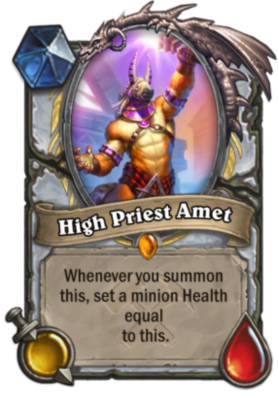 High Priest Amet
Whenever you summon
this, set a minion Health
equal
to this.